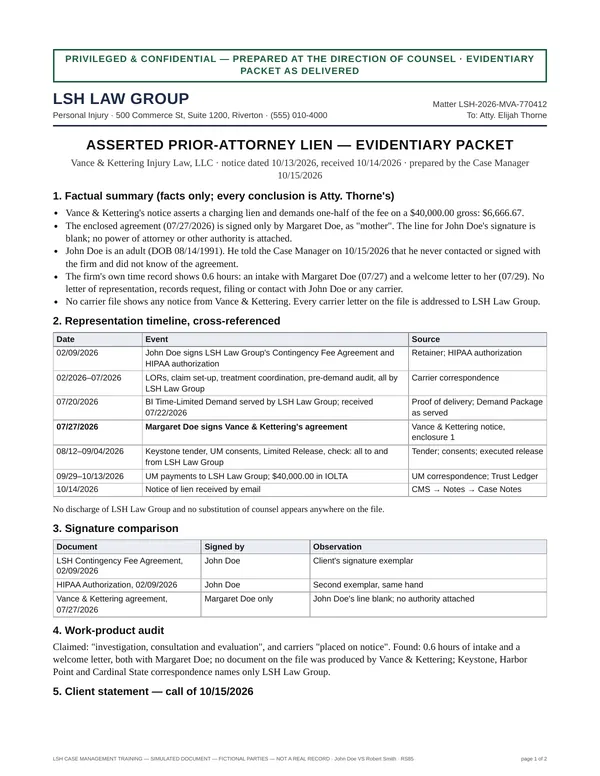 PRIVILEGED & CONFIDENTIAL — PREPARED AT THE DIRECTION OF COUNSEL · EVIDENTIARY
PACKET AS DELIVERED
LSH LAW GROUP
Matter LSH-2026-MVA-770412
Personal Injury · 500 Commerce St, Suite 1200, Riverton · (555) 010-4000
To: Atty. Elijah Thorne
ASSERTED PRIOR-ATTORNEY LIEN — EVIDENTIARY PACKET
Vance & Kettering Injury Law, LLC · notice dated 10/13/2026, received 10/14/2026 · prepared by the Case Manager
10/15/2026
1. Factual summary (facts only; every conclusion is Atty. Thorne's)
• Vance & Kettering's notice asserts a charging lien and demands one-half of the fee on a $40,000.00 gross: $6,666.67.
• The enclosed agreement (07/27/2026) is signed only by Margaret Doe, as "mother". The line for John Doe's signature is
blank; no power of attorney or other authority is attached.
• John Doe is an adult (DOB 08/14/1991). He told the Case Manager on 10/15/2026 that he never contacted or signed with
the firm and did not know of the agreement.
• The firm's own time record shows 0.6 hours: an intake with Margaret Doe (07/27) and a welcome letter to her (07/29). No
letter of representation, records request, filing or contact with John Doe or any carrier.
• No carrier file shows any notice from Vance & Kettering. Every carrier letter on the file is addressed to LSH Law Group.
2. Representation timeline, cross-referenced
Date Event Source
02/09/2026 John Doe signs LSH Law Group's Contingency Fee Agreement and Retainer; HIPAA authorization
HIPAA authorization
02/2026–07/2026 LORs, claim set-up, treatment coordination, pre-demand audit, all by Carrier correspondence
LSH Law Group
07/20/2026 BI Time-Limited Demand served by LSH Law Group; received Proof of delivery; Demand Package
07/22/2026 as served
07/27/2026 Margaret Doe signs Vance & Kettering's agreement Vance & Kettering notice,
enclosure 1
08/12–09/04/2026 Keystone tender, UM consents, Limited Release, check: all to and Tender; consents; executed release
from LSH Law Group
09/29–10/13/2026 UM payments to LSH Law Group; $40,000.00 in IOLTA UM correspondence; Trust Ledger
10/14/2026 Notice of lien received by email CMS → Notes → Case Notes
No discharge of LSH Law Group and no substitution of counsel appears anywhere on the file.
3. Signature comparison
Document Signed by Observation
LSH Contingency Fee Agreement, John Doe Client's signature exemplar
02/09/2026
HIPAA Authorization, 02/09/2026 John Doe Second exemplar, same hand
Vance & Kettering agreement, Margaret Doe only John Doe's line blank; no authority attached
07/27/2026
4. Work-product audit
Claimed: "investigation, consultation and evaluation", and carriers "placed on notice". Found: 0.6 hours of intake and a
welcome letter, both with Margaret Doe; no document on the file was produced by Vance & Kettering; Keystone, Harbor
Point and Cardinal State correspondence names only LSH Law Group.
5. Client statement — call of 10/15/2026
LSH CASE MANAGEMENT TRAINING — SIMULATED DOCUMENT — FICTIONAL PARTIES — NOT A REAL RECORD · John Doe VS Robert Smith · RS85
page 1 of 2